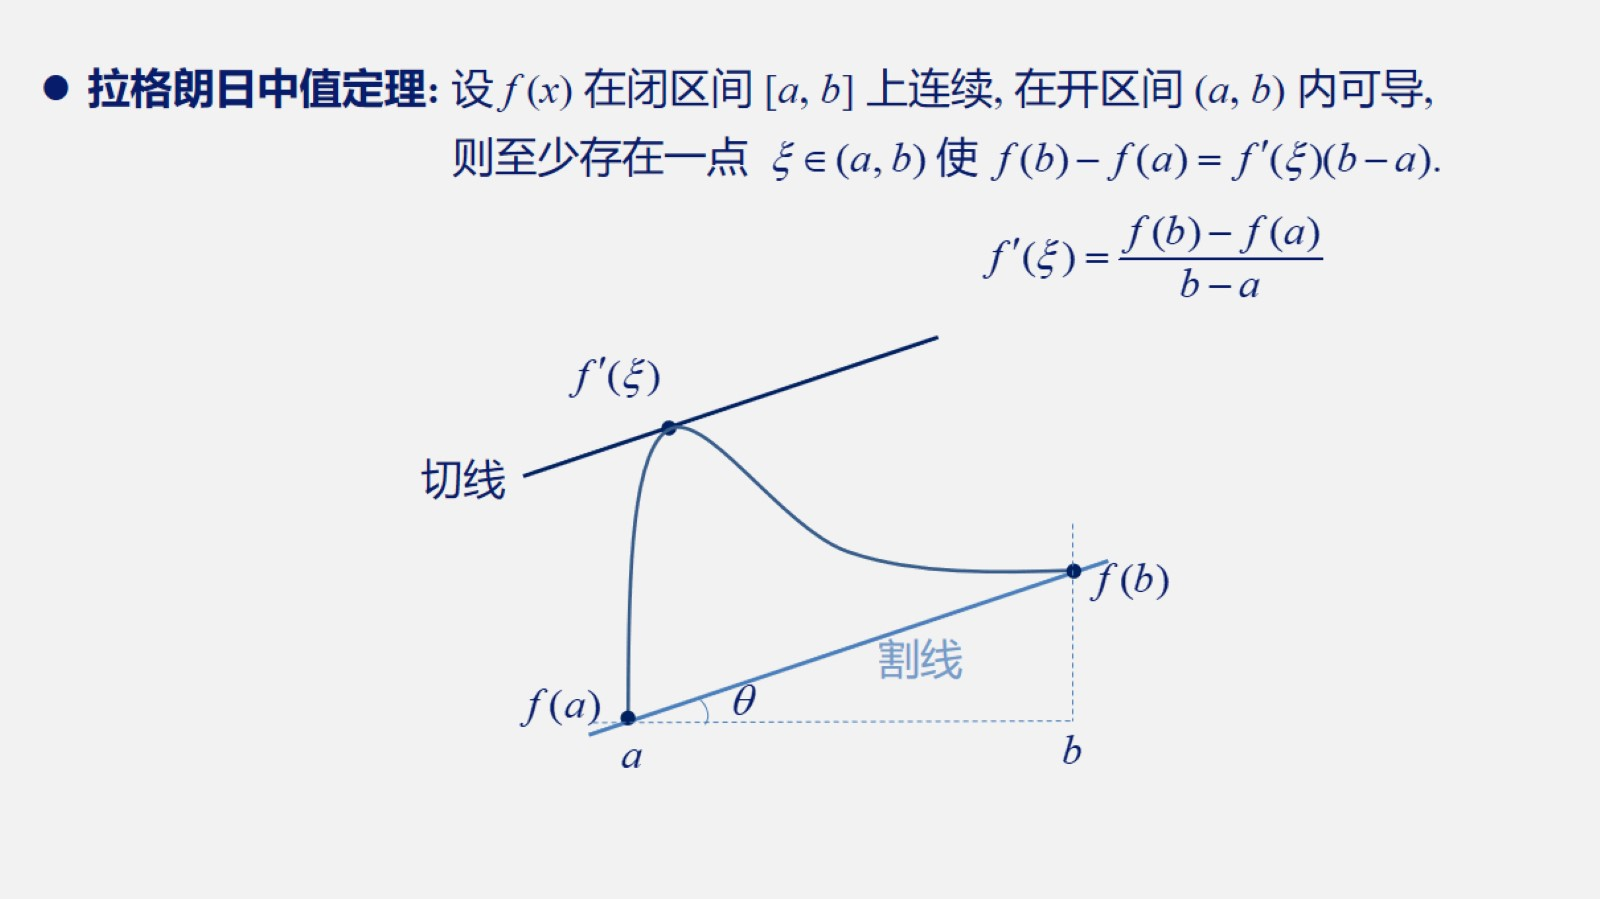 ● 拉格朗日中值定理: 设 f (x) 在闭区间 [a, b] 上连续, 在开区间 (a, b) 内可导,
则至少存在一点 ξ ∈ (a, b) 使 f (b) − f (a) = f ′(ξ)(b − a).
f ′(ξ) = \frac{f (b) − f (a)}{b − a}
f ′(ξ)
切线
f (b)
割线
f (a)
θ
a
b